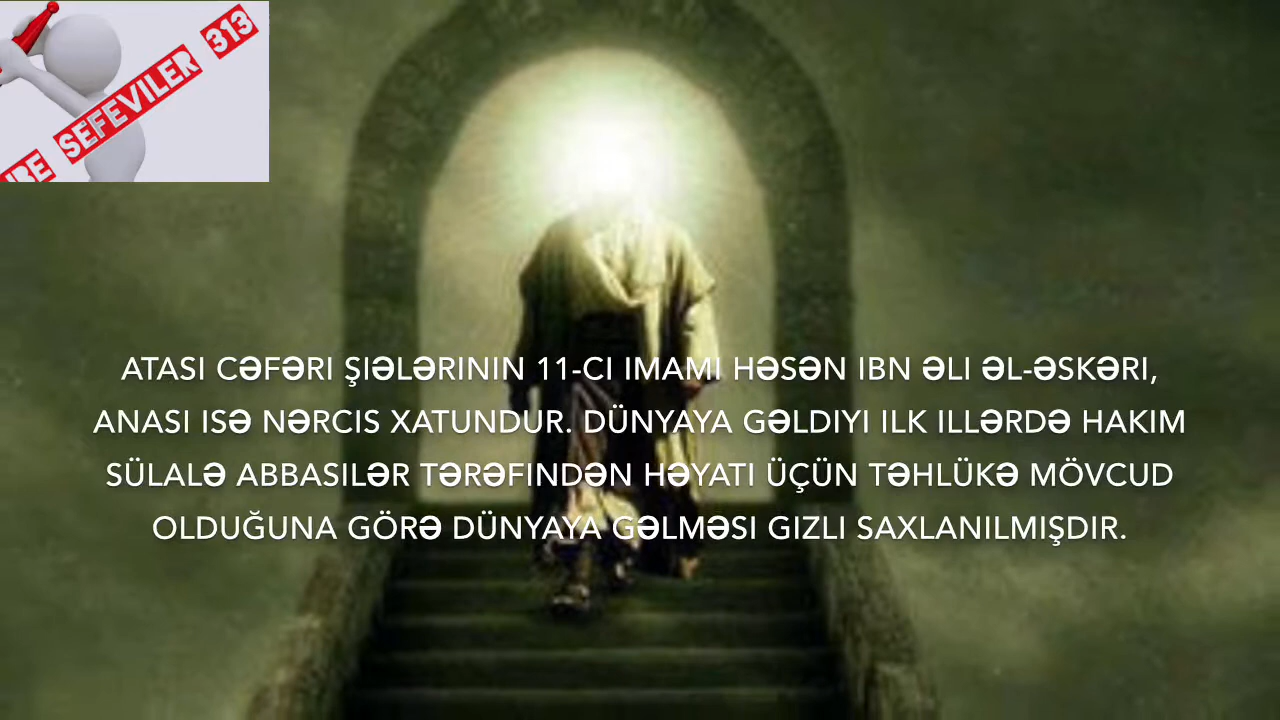 SEFEVILER 313
ATASI CƏFƏRI ŞIƏLƏRININ 11-CI IMAMI HƏSƏN IBN ƏLI ƏL-ƏSKƏRI,
ANASI ISƏ NƏRCIS XATUNDUR. DÜNYAYA GƏLDIYI ILK ILLƏRDƏ HAKIM
SÜLALƏ ABBASILƏR TƏRƏFINDƏN HƏYATI ÜÇÜN TƏHLÜKƏ MÖVCUD
OLDUĞUNA GÖRƏ DÜNYAYA GƏLMƏSI GIZLI SAXLANILMIŞDIR.